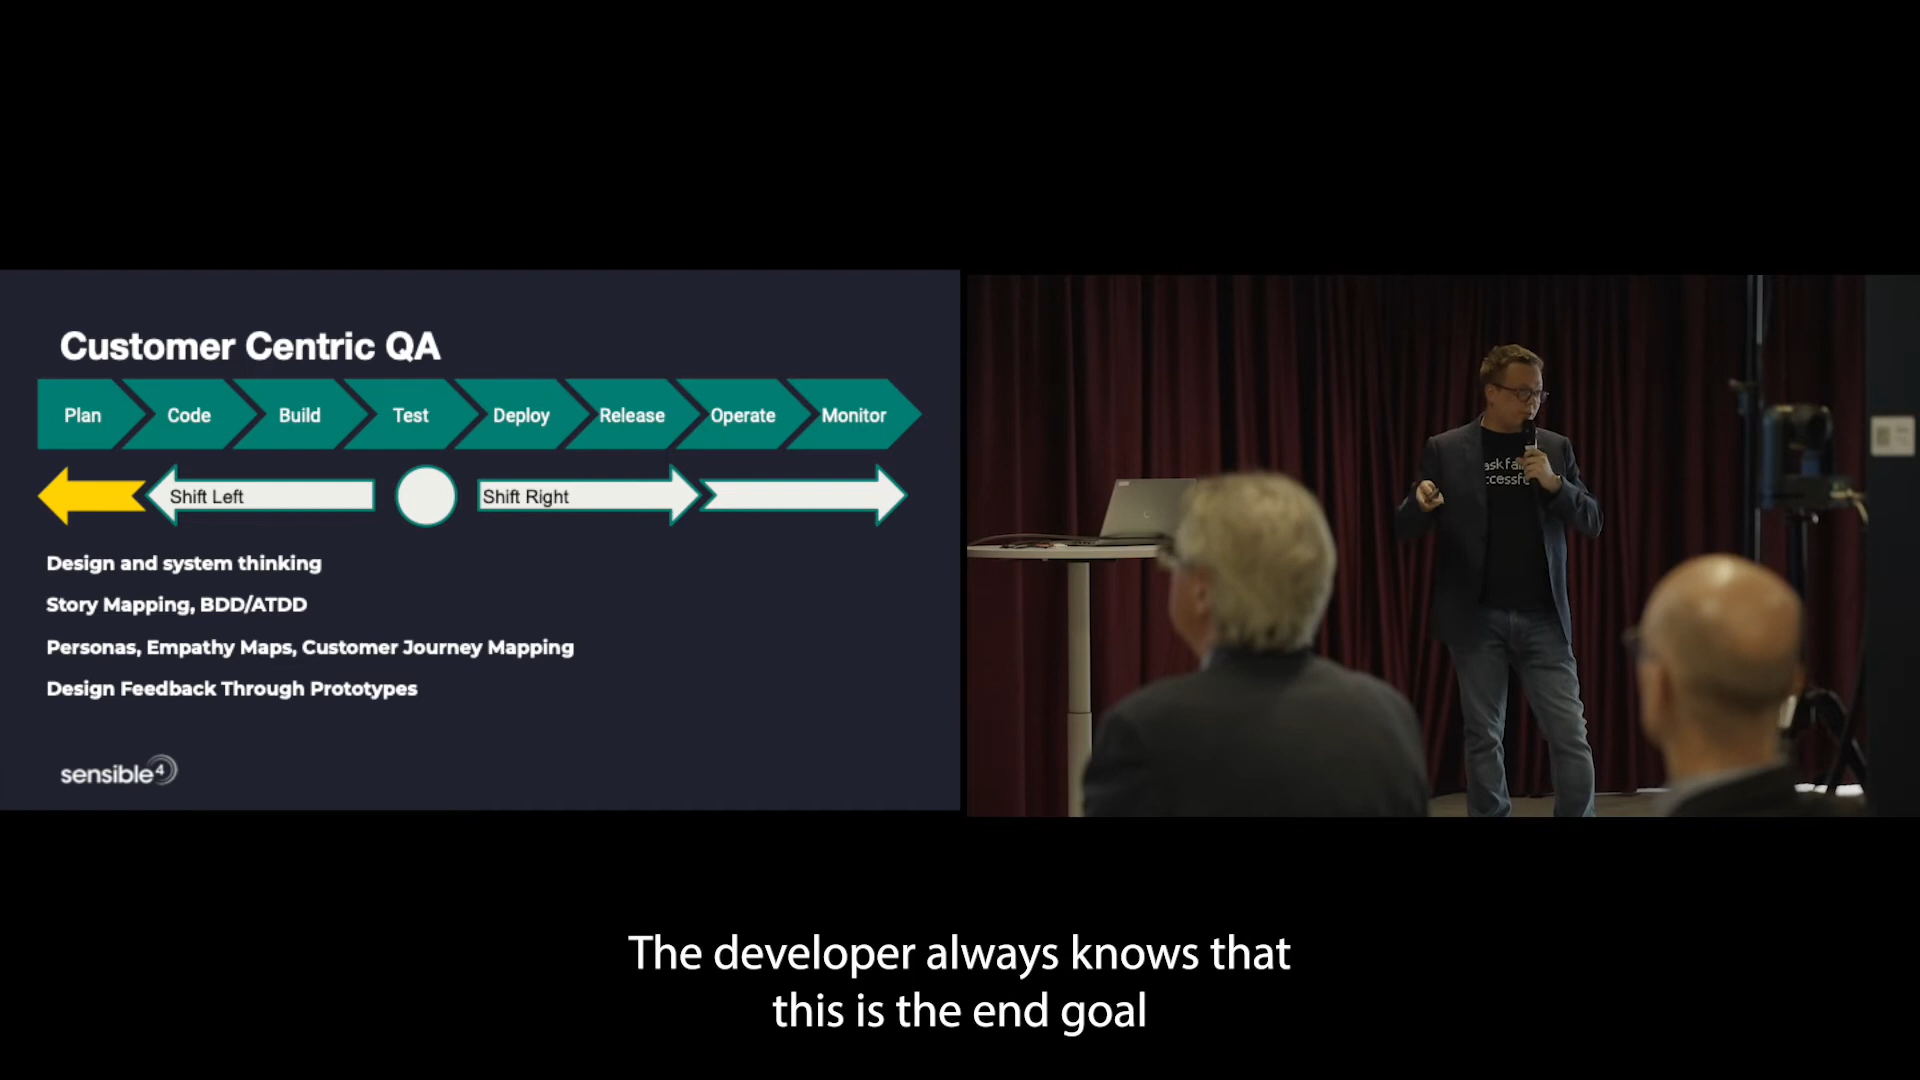 Customer Centric QA
Plan Code Build Test Deploy Release Operate Monitor
Shift Left Shift Right
Design and system thinking
Story Mapping, BDD/ATDD
Personas, Empathy Maps, Customer Journey Mapping
Design Feedback Through Prototypes
sensible4
The developer always knows that
this is the end goal